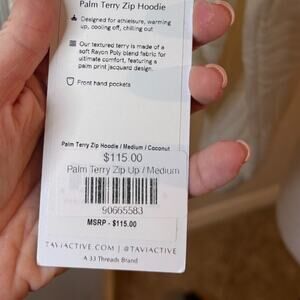 Palm Terry Zip Hoodie
Designed for athleisure, warming
up, cooling off, chilling out
Our textured terry is made of a
soft Rayon Poly blend fabric for
ultimate comfort, featuring a
palm print jacquard design.
Front hand pockets
Palm Terry Zip Hoodie / Medium / Coconut
$115.00
Palm Terry Zip Up / Medium
90665583
MSRP - $115.00
TAVIACTIVE.COM | @TAVIACTIVE
A 33 Threads Brand